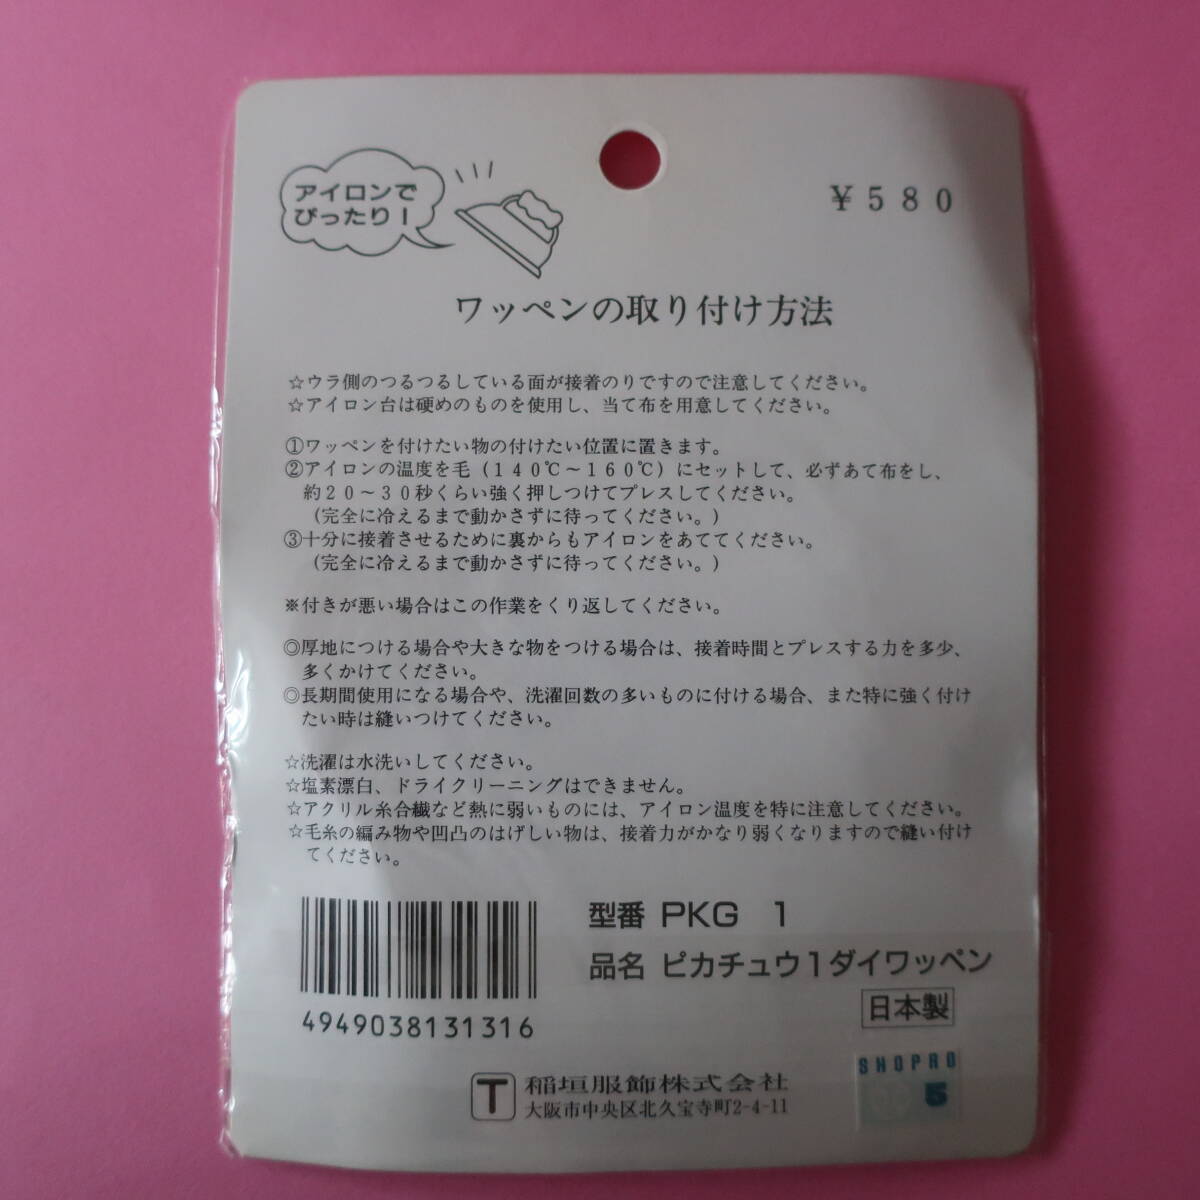 アイロンで
ぴったり！
￥５８０
ワッペンの取り付け方法
☆ウラ側のつるつるしている面が接着のりですので注意してください。
☆アイロン台は硬めのものを使用し、当て布を用意してください。
①ワッペンを付けたい物の付けたい位置に置きます。
②アイロンの温度を毛（１４０℃～１６０℃）にセットして、必ずあて布をし、
約２０～３０秒くらい強く押しつけてプレスしてください。
（完全に冷えるまで動かさずに待ってください。）
③十分に接着させるために裏からもアイロンをあててください。
（完全に冷えるまで動かさずに待ってください。）
※付きが悪い場合はこの作業をくり返してください。
◎厚地につける場合や大きな物をつける場合は、接着時間とプレスする力を多少、
多くかけてください。
◎長期間使用になる場合や、洗濯回数の多いものに付ける場合、また特に強く付け
たい時は縫いつけてください。
☆洗濯は水洗いしてください。
☆塩素漂白、ドライクリーニングはできません。
☆アクリル糸合繊など熱に弱いものには、アイロン温度を特に注意してください。
☆毛糸の編み物や凹凸のはげしい物は、接着力がかなり弱くなりますので縫い付け
てください。
型番 PKG 1
品名 ピカチュウ1ダイワッペン
日本製
4949038131316
SHOPRO
5
T 稲垣服飾株式会社
大阪市中央区北久宝寺町2-4-11